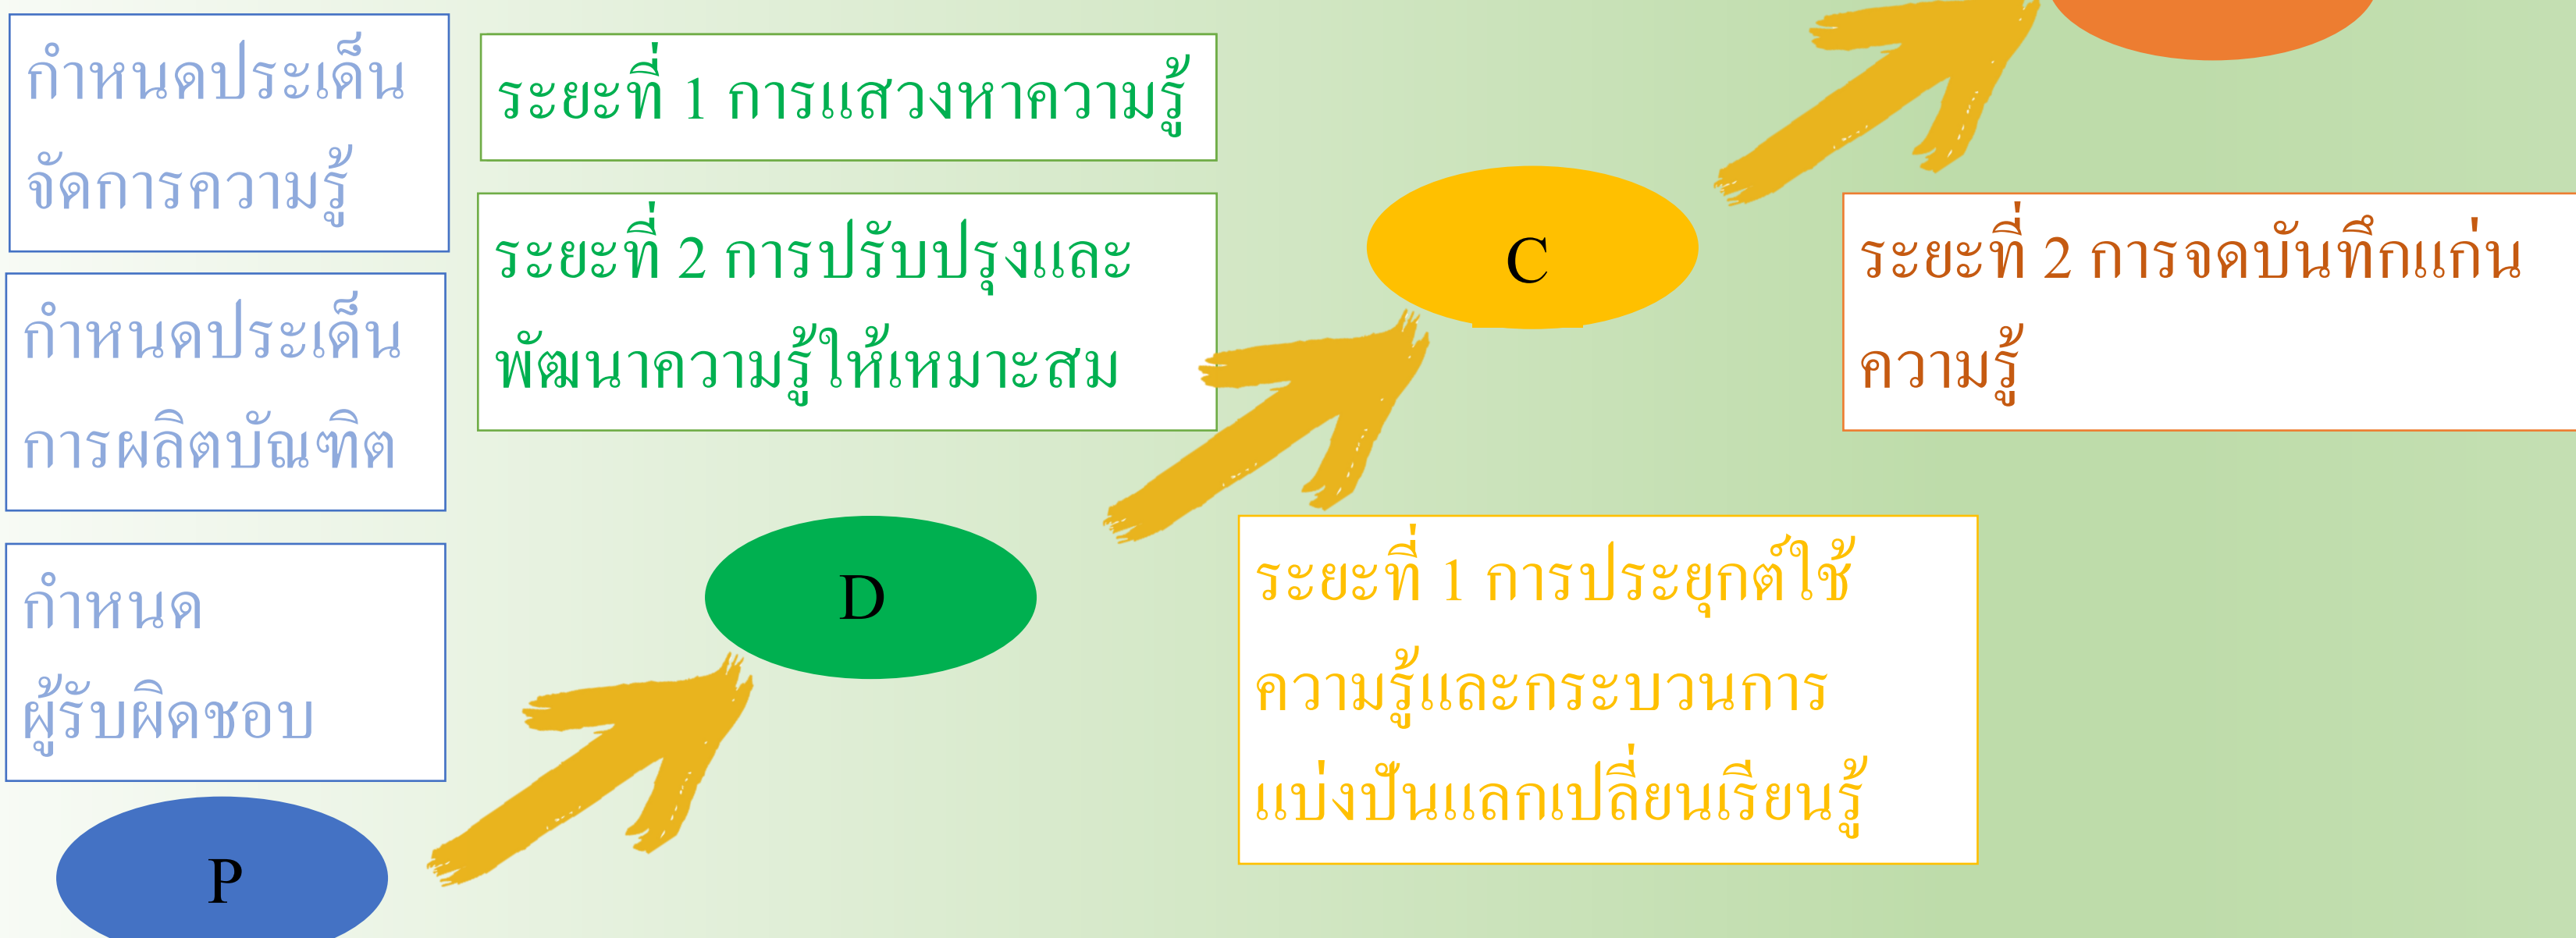 กำหนดประเด็น
จัดการความรู้
กำหนดประเด็น
การผลิตบัณฑิต
กำหนด
ผู้รับผิดชอบ
P
ระยะที่ 1 การแสวงหาความรู้
ระยะที่ 2 การปรับปรุงและ
พัฒนาความรู้ให้เหมาะสม
D
C
ระยะที่ 1 การประยุกต์ใช้
ความรู้และกระบวนการ
แบ่งปันแลกเปลี่ยนเรียนรู้
ระยะที่ 2 การจดบันทึกแก่น
ความรู้